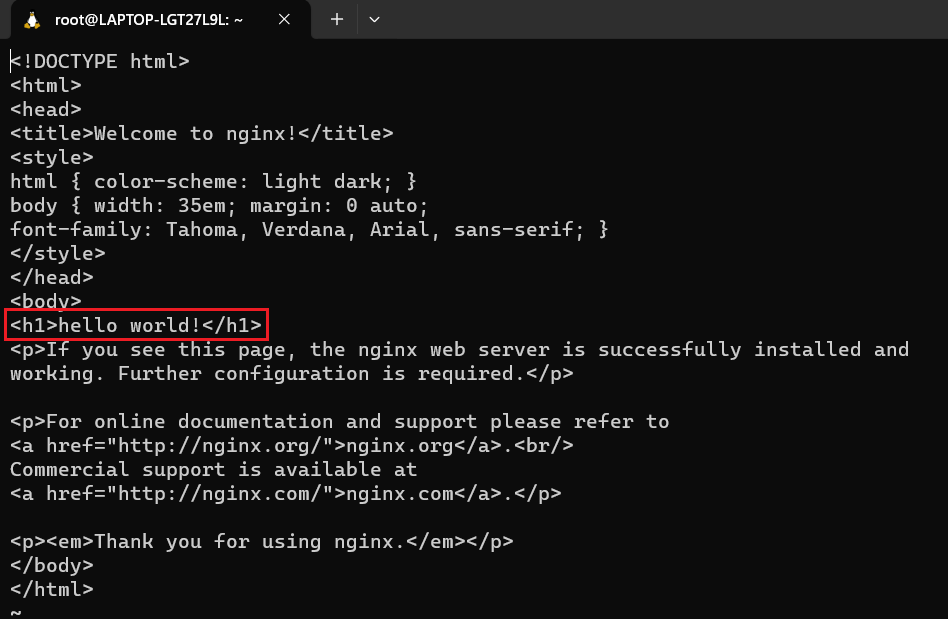 root@LAPTOP-LGT27L9L: ~
<!DOCTYPE html>
<html>
<head>
<title>Welcome to nginx!</title>
<style>
html { color-scheme: light dark; }
body { width: 35em; margin: 0 auto;
font-family: Tahoma, Verdana, Arial, sans-serif; }
</style>
</head>
<body>
<h1>hello world!</h1>
<p>If you see this page, the nginx web server is successfully installed and
working. Further configuration is required.</p>

<p>For online documentation and support please refer to
<a href="http://nginx.org/">nginx.org</a>.<br/>
Commercial support is available at
<a href="http://nginx.com/">nginx.com</a>.</p>

<p><em>Thank you for using nginx.</em></p>
</body>
</html>
~